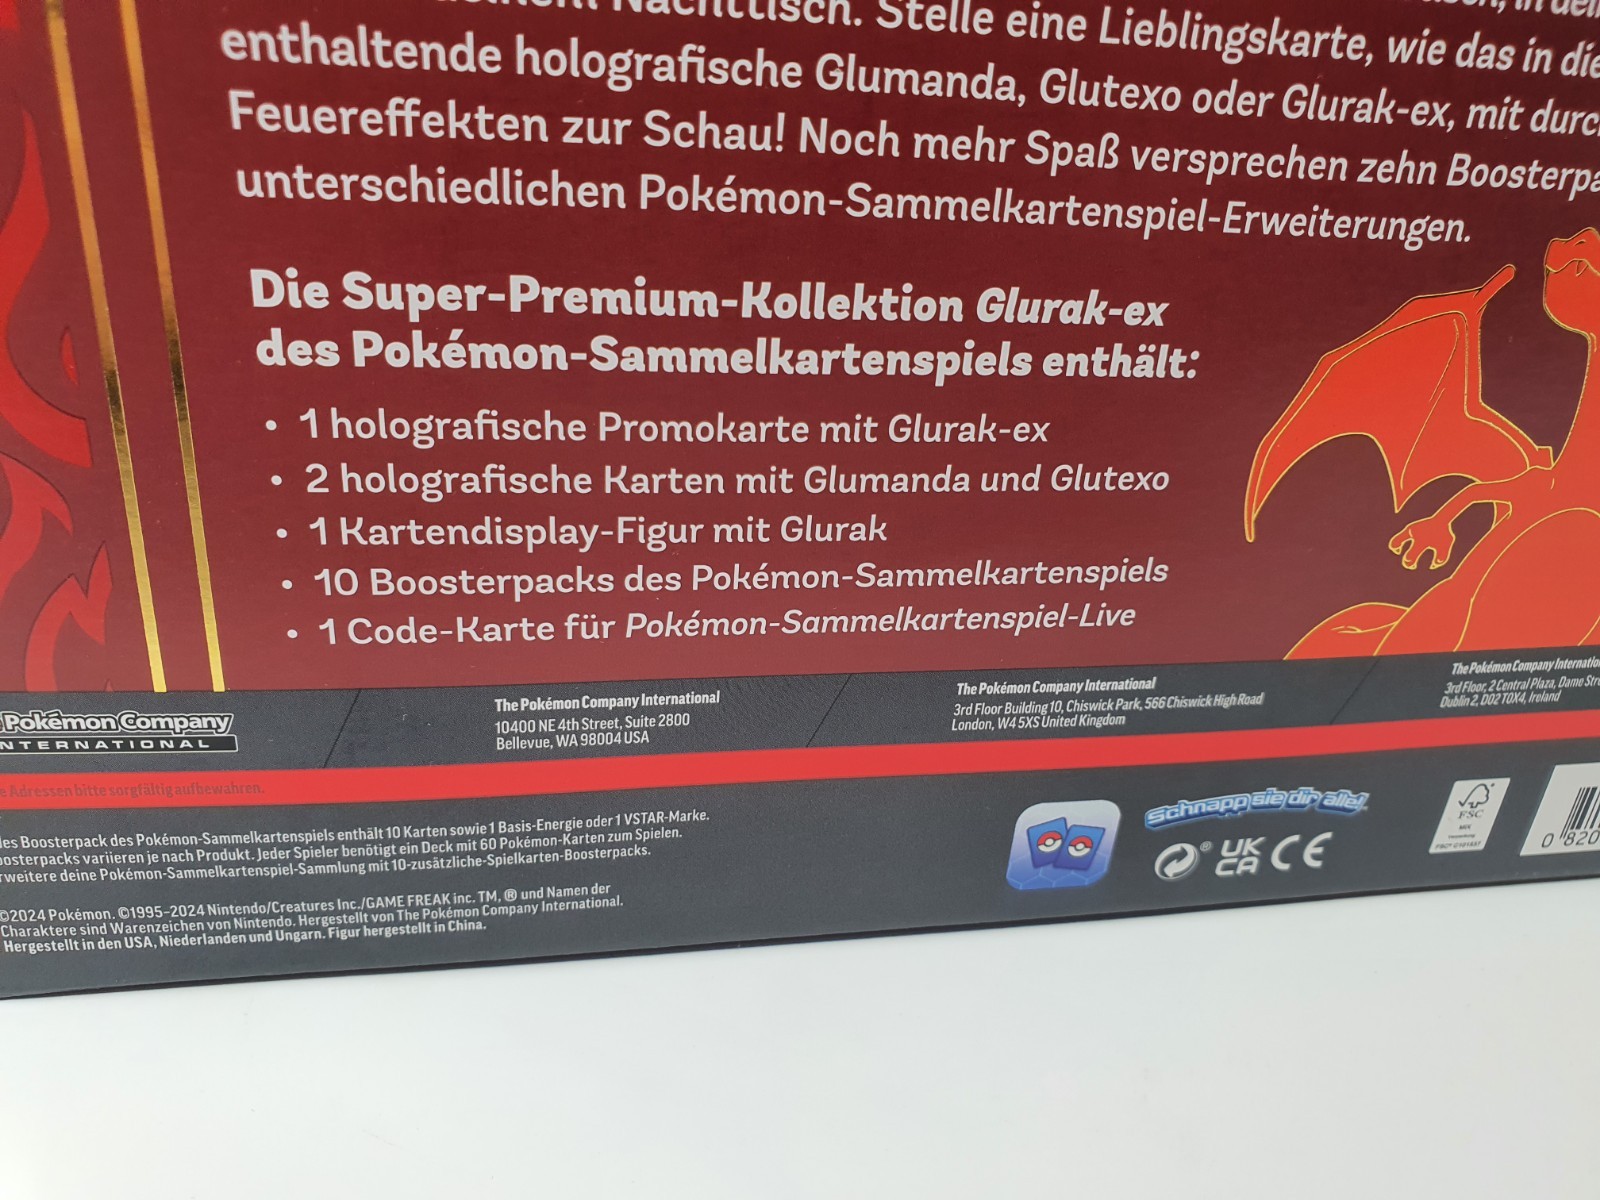 Nachttisch. Stelle eine Lieblingskarte, wie das in die
enthaltende holografische Glumanda, Glutexo oder Glurak-ex, mit durc
Feuereffekten zur Schau! Noch mehr Spaß versprechen zehn Boosterpa
unterschiedlichen Pokémon-Sammelkartenspiel-Erweiterungen.
Die Super-Premium-Kollektion Glurak-ex
des Pokémon-Sammelkartenspiels enthält:
• 1 holografische Promokarte mit Glurak-ex
• 2 holografische Karten mit Glumanda und Glutexo
• 1 Kartendisplay-Figur mit Glurak
• 10 Boosterpacks des Pokémon-Sammelkartenspiels
• 1 Code-Karte für Pokémon-Sammelkartenspiel-Live
Pokémon Company
INTERNATIONAL
The Pokémon Company International
10400 NE 4th Street, Suite 2800
Bellevue, WA 98004 USA
The Pokémon Company International
3rd Floor Building 10, Chiswick Park, 566 Chiswick High Road
London, W4 5XS United Kingdom
The Pokémon Company Internatio
3rd Floor, 2 Central Plaza, Dame Str
Dublin 2, D02 T0X4, Ireland
e Adressen bitte sorgfältig aufbewahren.
des Boosterpack des Pokémon-Sammelkartenspiels enthält 10 Karten sowie 1 Basis-Energie oder 1 VSTAR-Marke.
oosterpacks variieren je nach Produkt. Jeder Spieler benötigt ein Deck mit 60 Pokémon-Karten zum Spielen.
rweitere deine Pokémon-Sammelkartenspiel-Sammlung mit 10-zusätzliche-Spielkarten-Boosterpacks.
©2024 Pokémon. ©1995–2024 Nintendo/Creatures Inc./GAME FREAK inc. TM, ® und Namen der
Charaktere sind Warenzeichen von Nintendo. Hergestellt von The Pokémon Company International.
Hergestellt in den USA, Niederlanden und Ungarn. Figur hergestellt in China.
Schnapp sie dir alle!
® UK CA CE
FSC
MIX
0 820